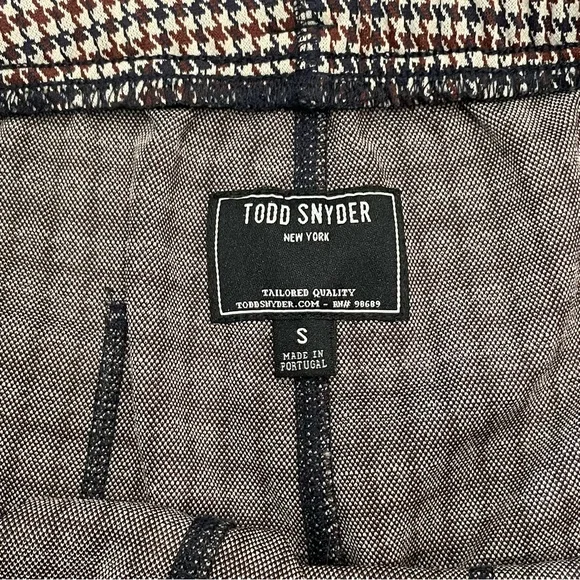 TODD SNYDER
NEW YORK
TAILORED QUALITY
TODDSNYDER.COM - RN# 98689
S
MADE IN
PORTUGAL